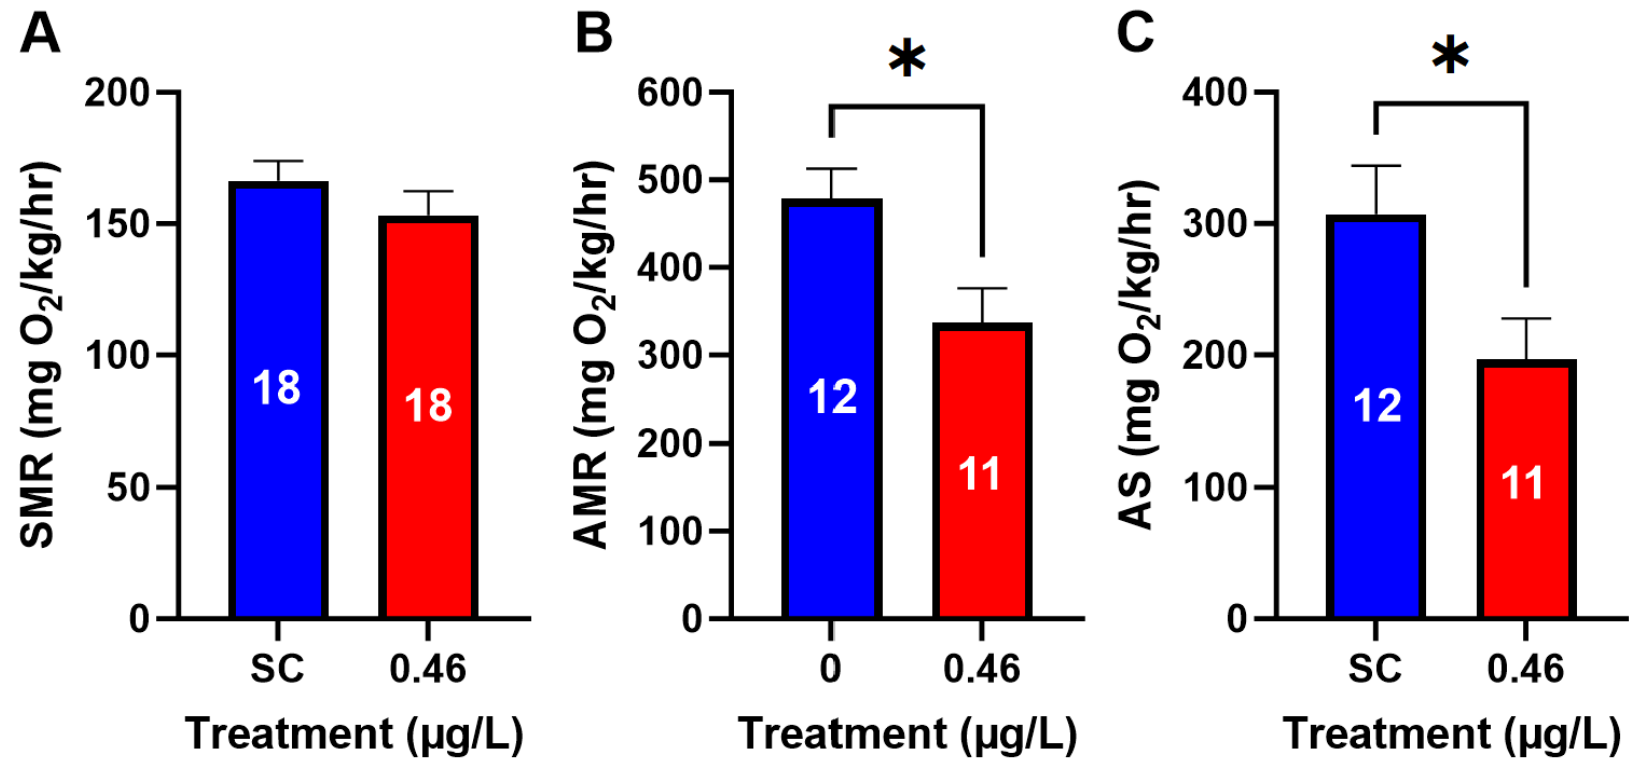 A
SMR (mg O₂/kg/hr)
200
150
100
50
0
18
18
SC 0.46
Treatment (µg/L)
B
*
AMR (mg O₂/kg/hr)
600
500
400
300
200
100
0
12
11
0 0.46
Treatment (µg/L)
C
*
AS (mg O₂/kg/hr)
400
300
200
100
0
12
11
SC 0.46
Treatment (µg/L)